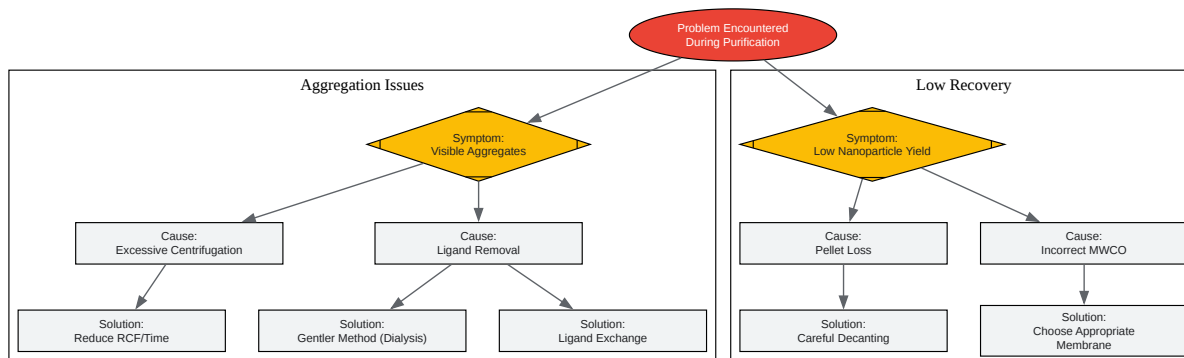 Problem Encountered
During Purification
Aggregation Issues
Low Recovery
Symptom:
Visible Aggregates
Symptom:
Low Nanoparticle Yield
Cause:
Excessive Centrifugation
Cause:
Ligand Removal
Cause:
Pellet Loss
Cause:
Incorrect MWCO
Solution:
Reduce RCF/Time
Solution:
Gentler Method (Dialysis)
Solution:
Ligand Exchange
Solution:
Careful Decanting
Solution:
Choose Appropriate
Membrane